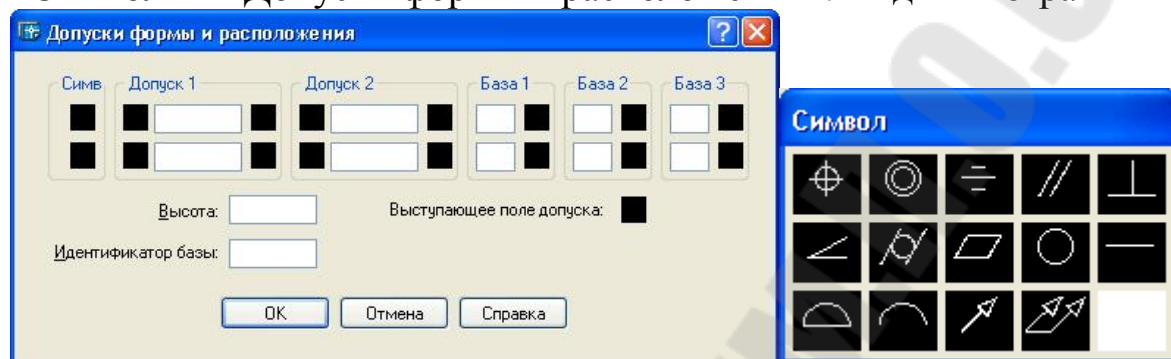 Допуски формы и расположения
Симв Допуск 1 Допуск 2 База 1 База 2 База 3
Высота: Выступающее поле допуска:
Идентификатор базы:
OK Отмена Справка
Символ